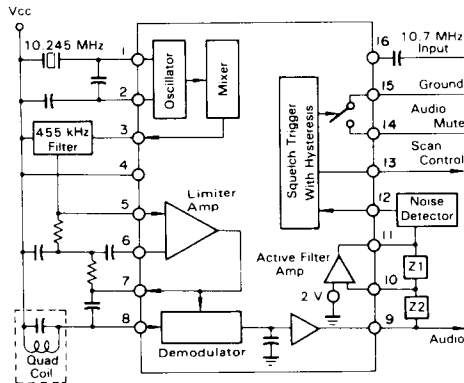 Vcc
10.245 MHz
1
2
3
4
5
6
7
8
455 kHz
Filter
Quad
Coil
Oscillator
Mixer
Limiter
Amp
Demodulator
Squelch Trigger
With Hysteresis
Active Filter
Amp
2 V
16
10.7 MHz
Input
15
Ground
Audio
Mute
14
Scan
Control
13
12
Noise
Detector
11
Z1
10
Z2
9
Audio